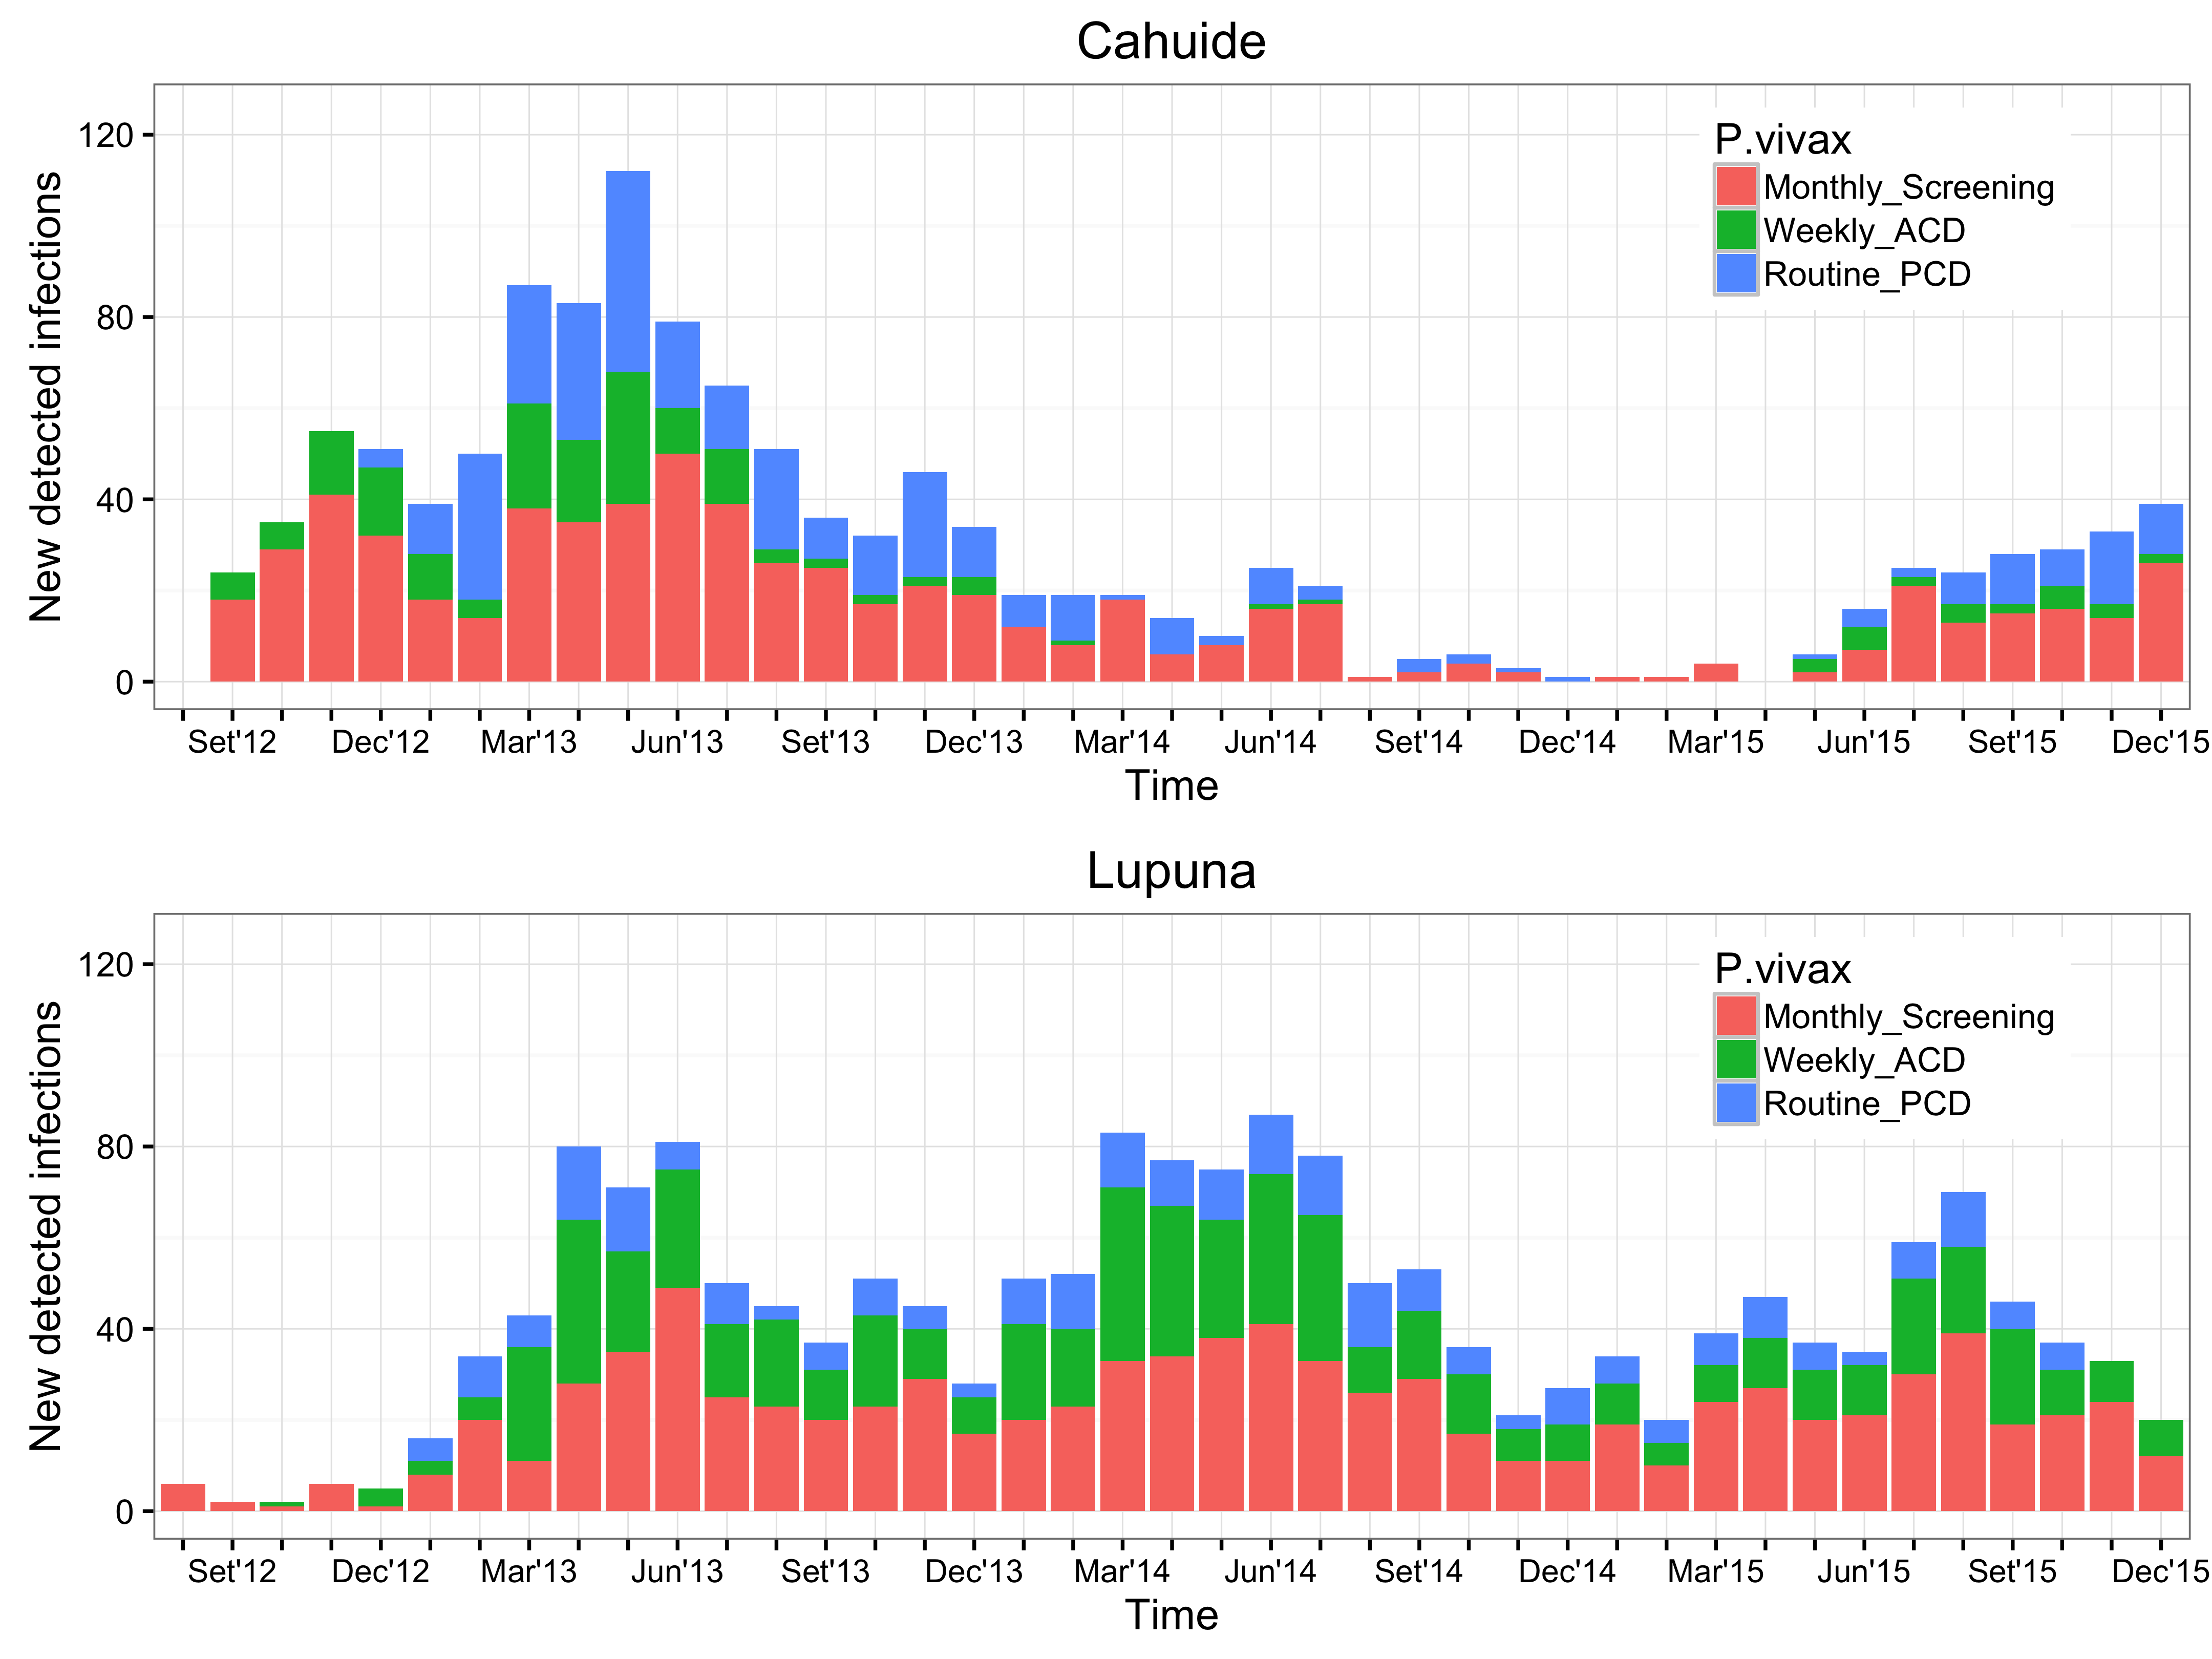 Cahuide
New detected infections
120
80
40
0
P.vivax
Monthly_Screening
Weekly_ACD
Routine_PCD
Set'12 Dec'12 Mar'13 Jun'13 Set'13 Dec'13 Mar'14 Jun'14 Set'14 Dec'14 Mar'15 Jun'15 Set'15 Dec'15
Time
Lupuna
New detected infections
120
80
40
0
P.vivax
Monthly_Screening
Weekly_ACD
Routine_PCD
Set'12 Dec'12 Mar'13 Jun'13 Set'13 Dec'13 Mar'14 Jun'14 Set'14 Dec'14 Mar'15 Jun'15 Set'15 Dec'15
Time